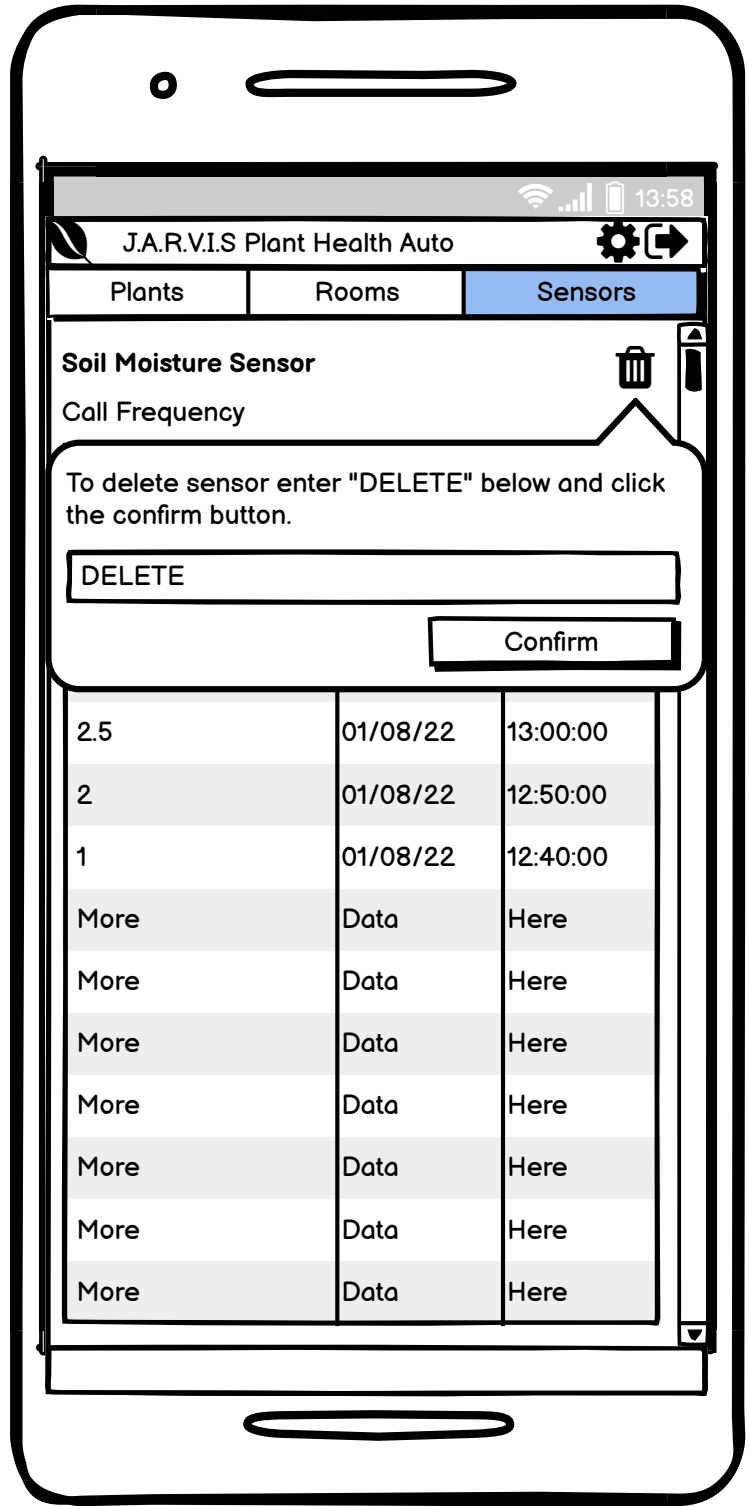 13:58
J.A.R.V.I.S Plant Health Auto
Plants Rooms Sensors
Soil Moisture Sensor
Call Frequency
To delete sensor enter "DELETE" below and click
the confirm button.
DELETE
Confirm
2.5 01/08/22 13:00:00
2 01/08/22 12:50:00
1 01/08/22 12:40:00
More Data Here
More Data Here
More Data Here
More Data Here
More Data Here
More Data Here
More Data Here